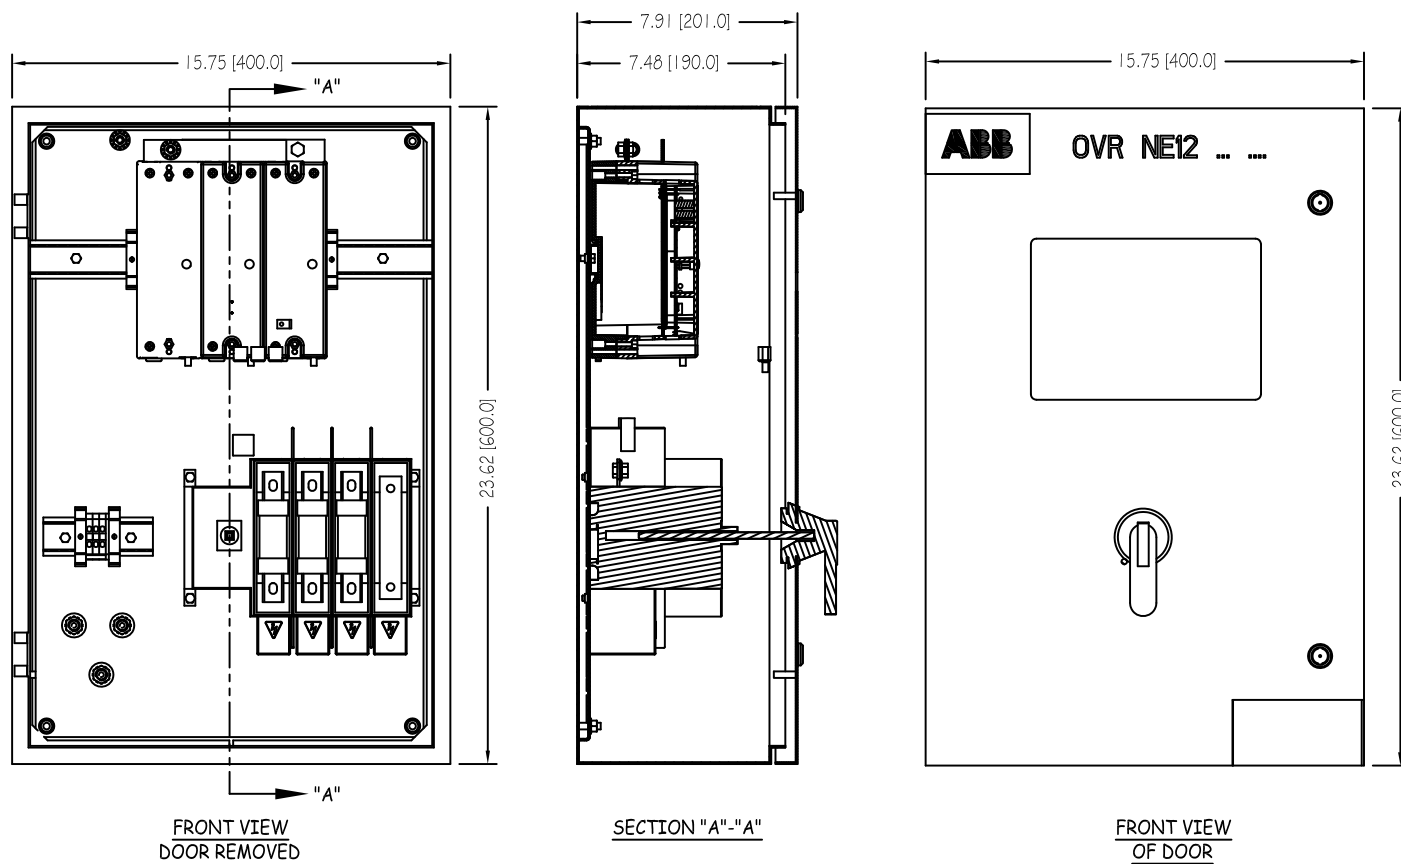 7.91 [201.0]
15.75 [400.0]
7.48 [190.0]
15.75 [400.0]
"A"
ABB
OVR NE12 ... ....
23.62 [600.0]
23.62 [600.0]
"A"
FRONT VIEW
DOOR REMOVED
SECTION "A"-"A"
FRONT VIEW
OF DOOR